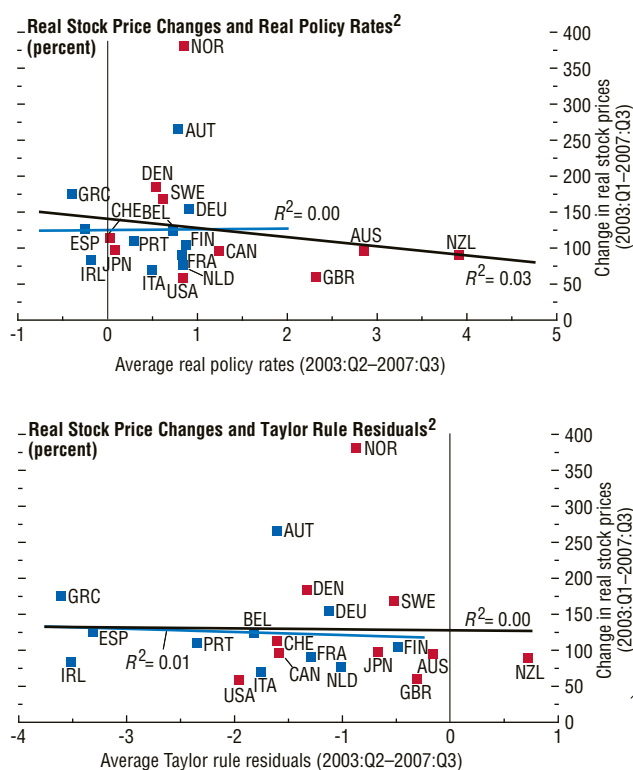 Real Stock Price Changes and Real Policy Rates²
(percent)
400
350
300
250
200
150
100
50
0
Change in real stock prices
(2003:Q1–2007:Q3)
NOR
AUT
DEN
GRC
SWE
CHE
BEL
DEU
R² = 0.00
ESP
PRT
FIN
AUS
NZL
JPN
CAN
IRL
ITA
FRA
NLD
USA
GBR
R² = 0.03
-1
0
1
2
3
4
5
Average real policy rates (2003:Q2–2007:Q3)
Real Stock Price Changes and Taylor Rule Residuals²
(percent)
400
350
300
250
200
150
100
50
0
Change in real stock prices
(2003:Q1–2007:Q3)
NOR
AUT
DEN
GRC
SWE
DEU
BEL
R² = 0.00
ESP
R² = 0.01
PRT
CHE
FIN
IRL
FRA
JPN
AUS
CAN
NZL
USA
ITA
NLD
GBR
-4
-3
-2
-1
0
1
Average Taylor rule residuals (2003:Q2–2007:Q3)